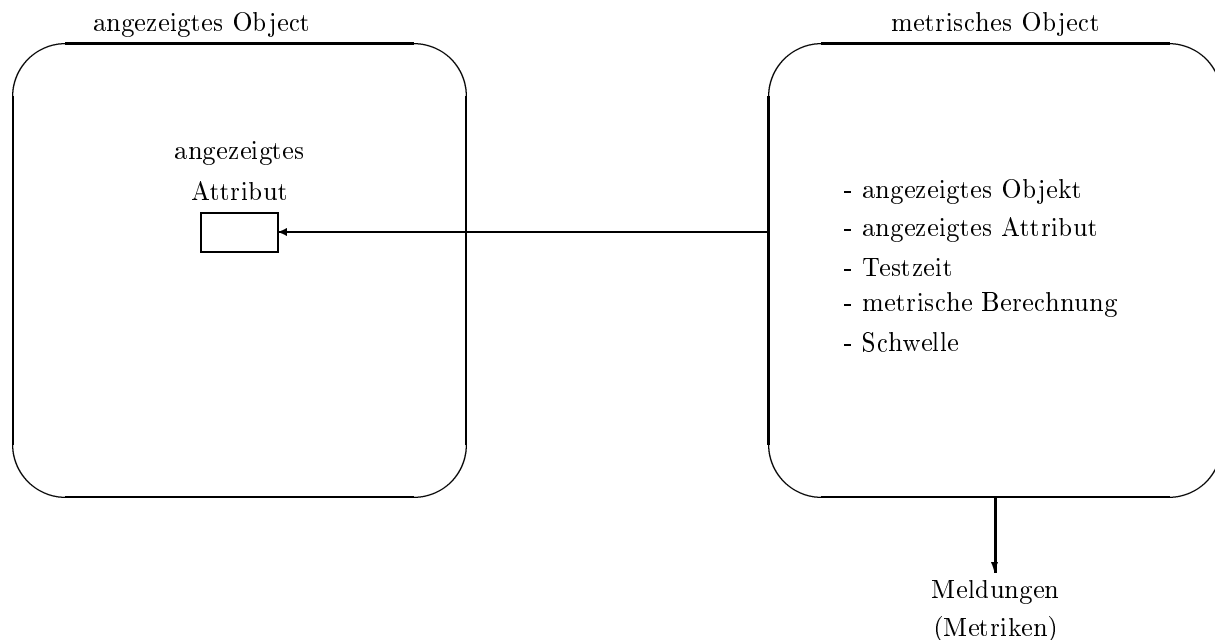 angezeigtes Object
metrisches Object
angezeigtes
Attribut
- angezeigtes Objekt
- angezeigtes Attribut
- Testzeit
- metrische Berechnung
- Schwelle
Meldungen
(Metriken)